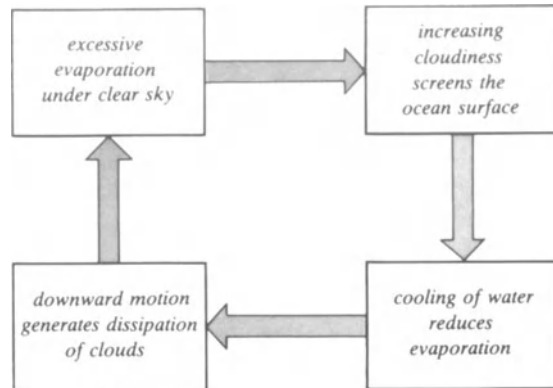 excessive
evaporation
under clear sky
increasing
cloudiness
screens the
ocean surface
cooling of water
reduces
evaporation
downward motion
generates dissipation
of clouds